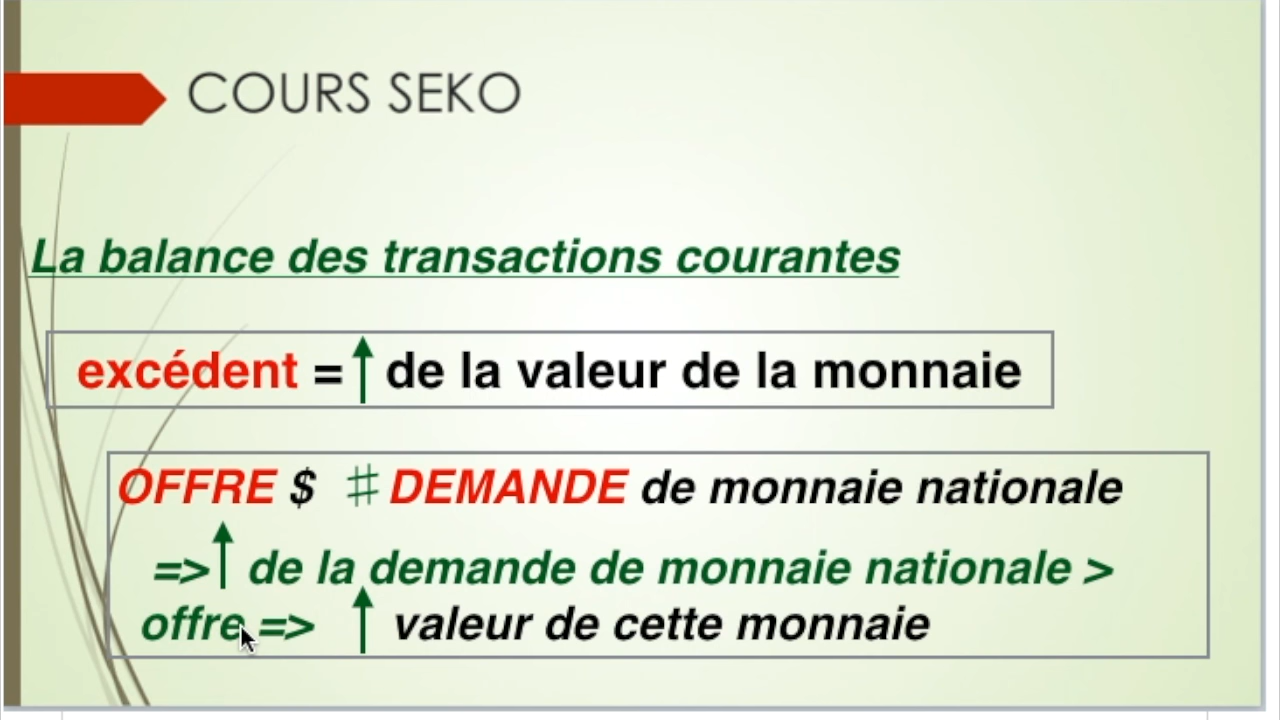 COURS SEKO
La balance des transactions courantes
excédent = ↑ de la valeur de la monnaie
OFFRE $ # DEMANDE de monnaie nationale
=> ↑ de la demande de monnaie nationale >
offre => ↑ valeur de cette monnaie